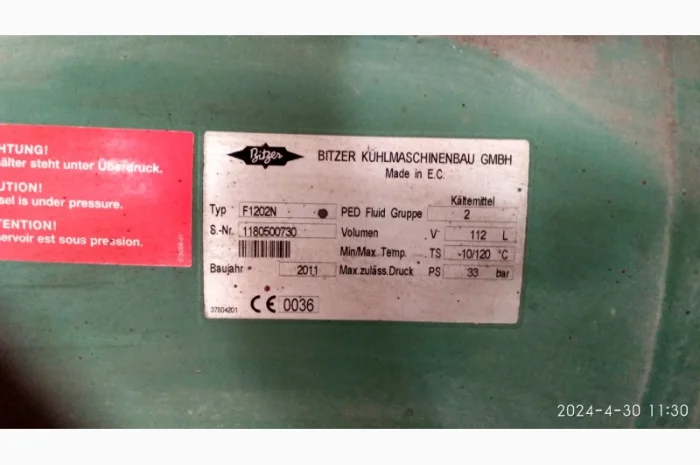 HTUNG!
älter steht unter Überdruck.
UTION!
sel is under pressure.
TENTION!
servoir est sous pression.
Bitzer
BITZER KÜHLMASCHINENBAU GMBH
Made in E.C.
Kältemittel
Typ F1202N PED Fluid Gruppe 2
S.-Nr. 1180500730 Volumen V 112 L
Min/Max. Temp. TS -10/120 °C
Baujahr 2011 Max.zuläss.Druck PS 33 bar
CE 0036
37804201
2024-4-30 11:30